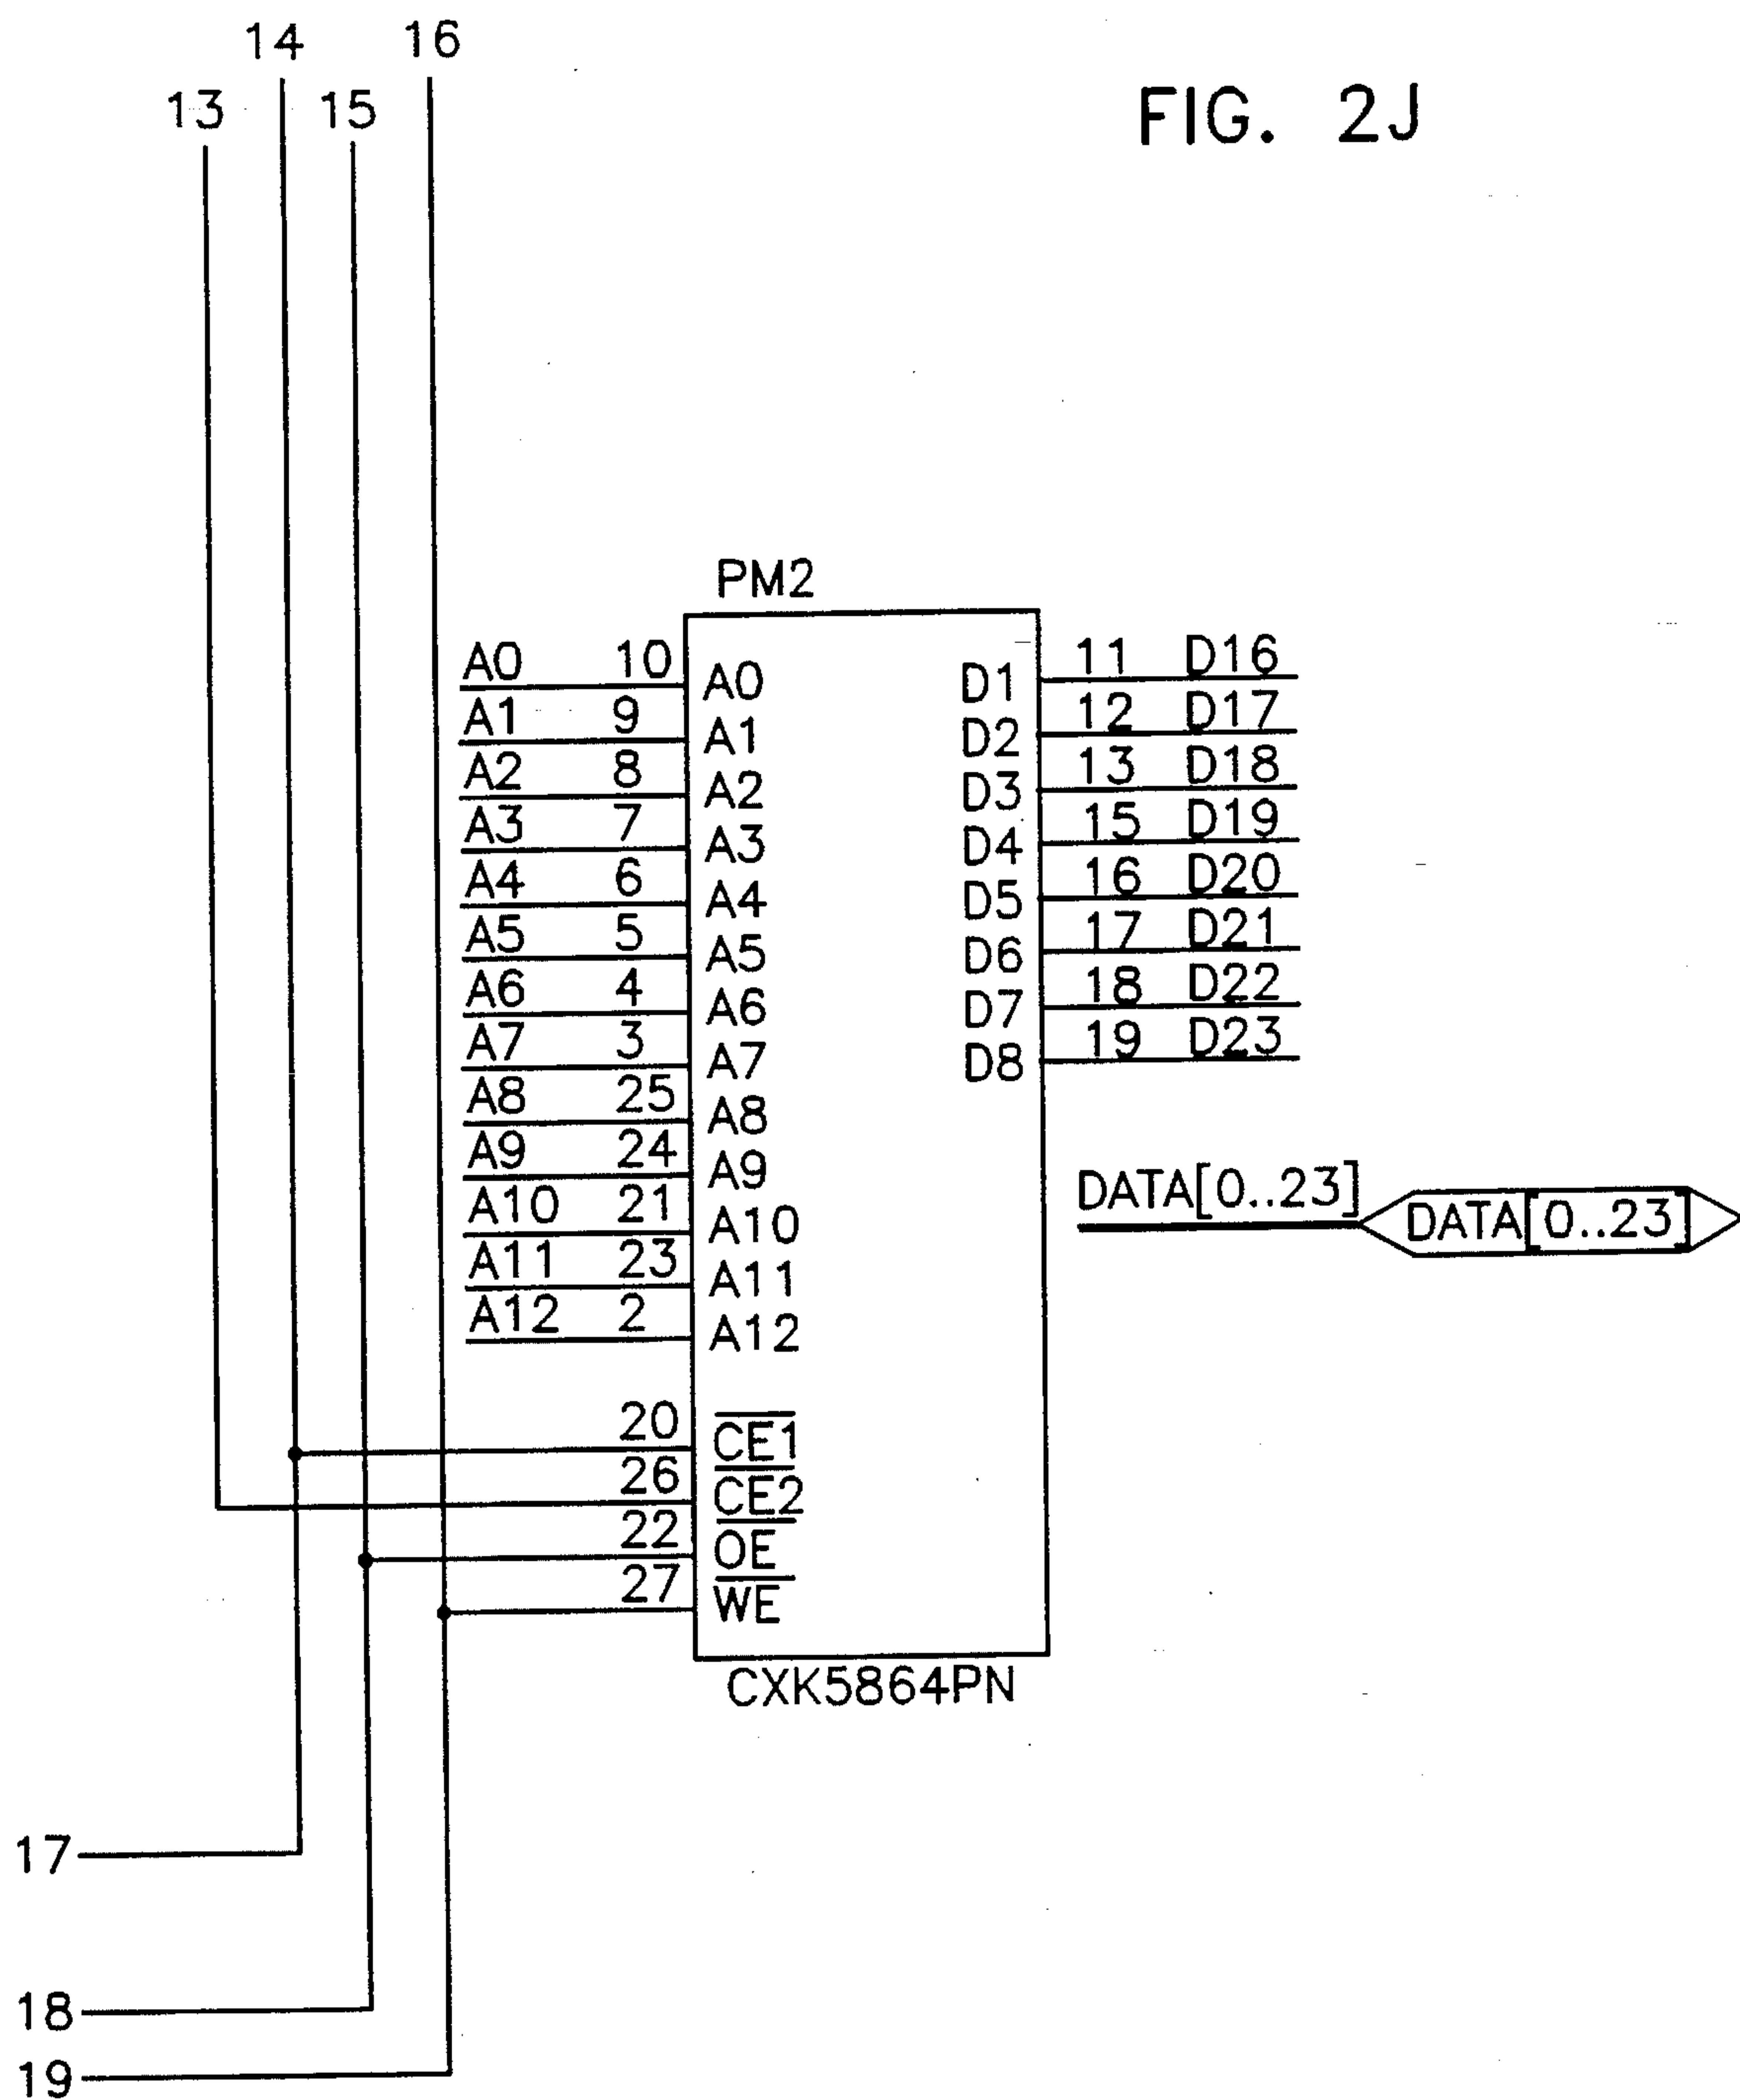 14 16
13 15
FIG. 2J
PM2
A0 10 A0 D1 11 D16
A1 9 A1 D2 12 D17
A2 8 A2 D3 13 D18
A3 7 A3 D4 15 D19
A4 6 A4 D5 16 D20
A5 5 A5 D6 17 D21
A6 4 A6 D7 18 D22
A7 3 A7 D8 19 D23
A8 25 A8
A9 24 A9
A10 21 A10
A11 23 A11
A12 2 A12
DATA[0..23] DATA[0..23]
20 C̅E̅1̅
26 C̅E̅2̅
22 O̅E̅
27 W̅E̅
CXK5864PN
17
18
19